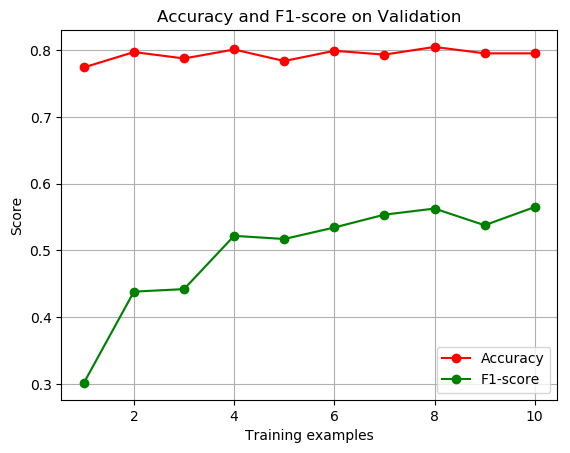 Accuracy and F1-score on Validation
0.8
0.7
0.6
0.5
0.4
0.3
Score
2
4
6
8
10
Training examples
Accuracy
F1-score